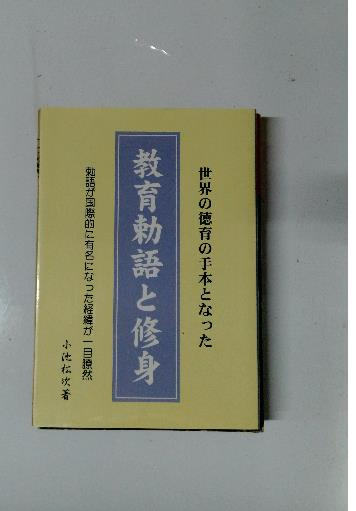 世界の徳育の手本となった
教育勅語と修身
勅語が国際的に有名になった経緯が一目瞭然
小池松次著